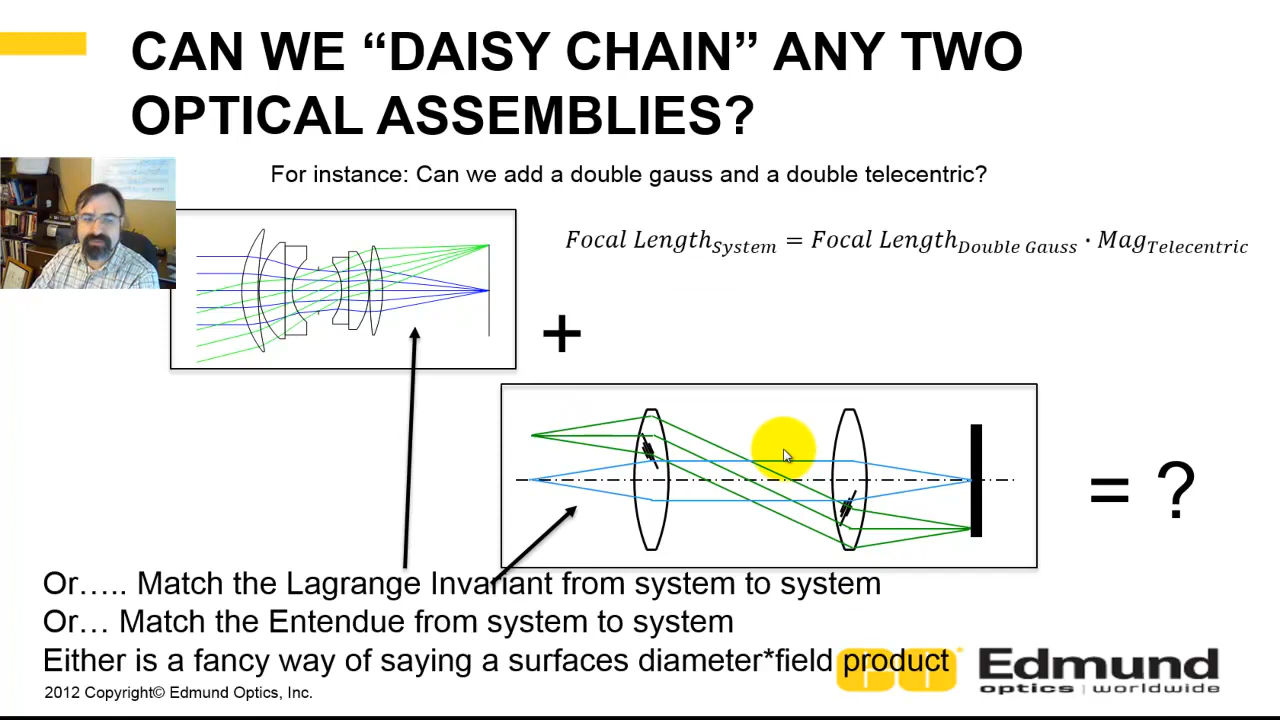 CAN WE “DAISY CHAIN” ANY TWO
OPTICAL ASSEMBLIES?
For instance: Can we add a double gauss and a double telecentric?
Focal Length_System = Focal Length_Double Gauss · Mag_Telecentric
+
= ?
Or….. Match the Lagrange Invariant from system to system
Or… Match the Entendue from system to system
Either is a fancy way of saying a surfaces diameter*field product
Edmund
optics | worldwide
2012 Copyright© Edmund Optics, Inc.